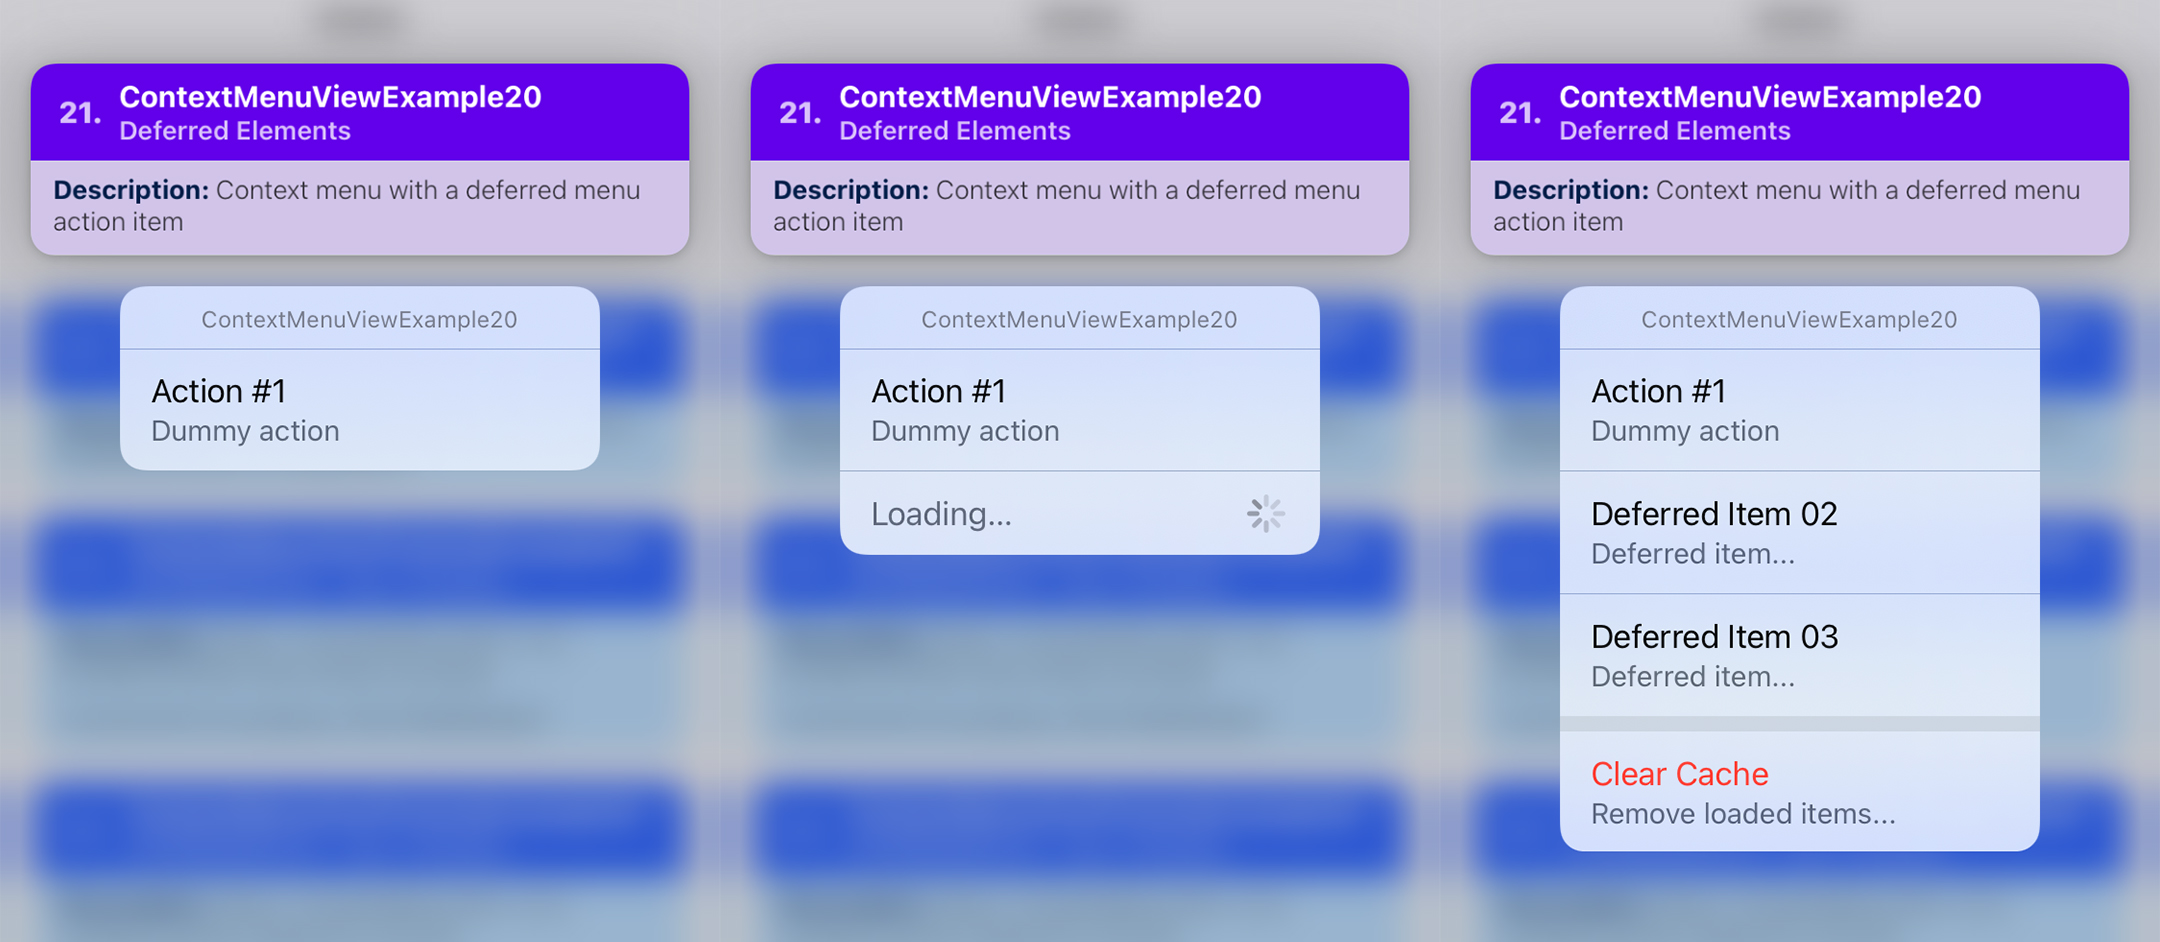 21.
ContextMenuViewExample20
Deferred Elements
Description: Context menu with a deferred menu
action item
ContextMenuViewExample20
Action #1
Dummy action
21.
ContextMenuViewExample20
Deferred Elements
Description: Context menu with a deferred menu
action item
ContextMenuViewExample20
Action #1
Dummy action
Loading...
21.
ContextMenuViewExample20
Deferred Elements
Description: Context menu with a deferred menu
action item
ContextMenuViewExample20
Action #1
Dummy action
Deferred Item 02
Deferred item...
Deferred Item 03
Deferred item...
Clear Cache
Remove loaded items...